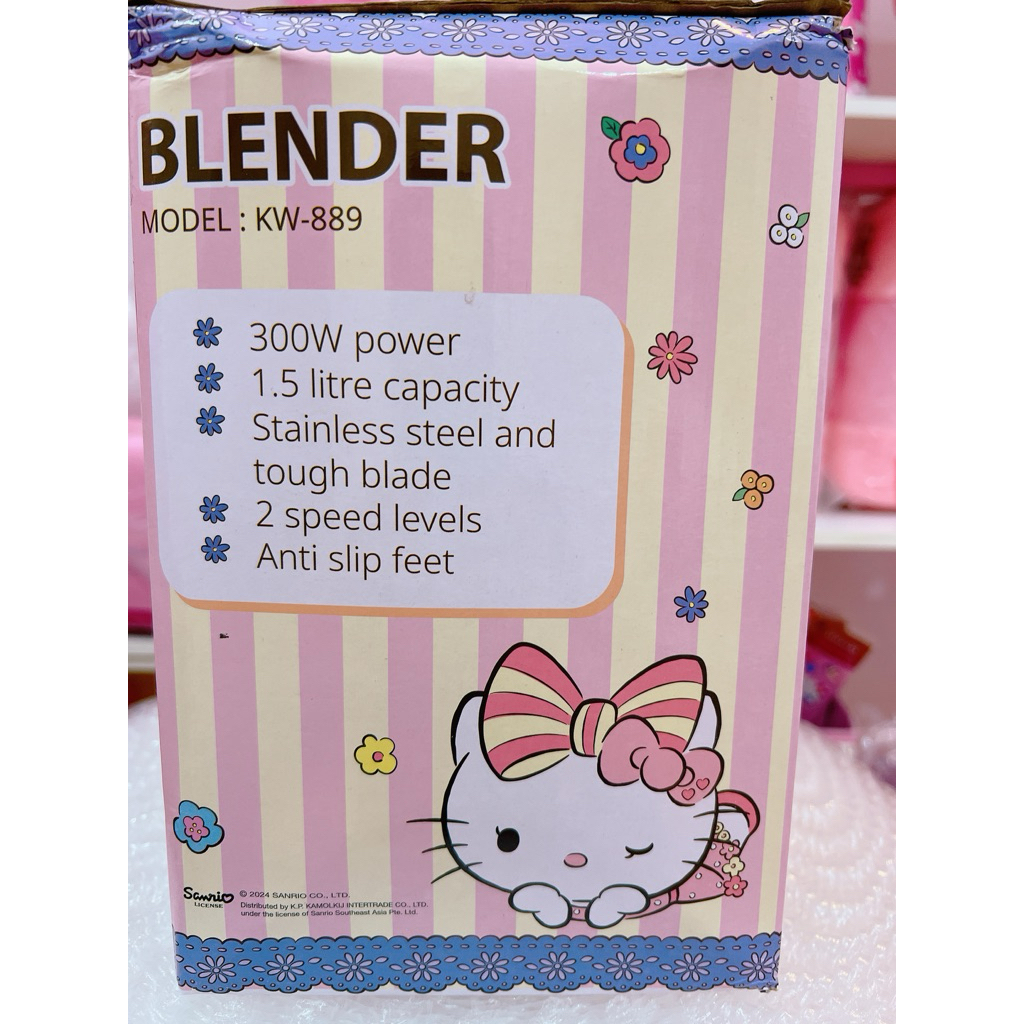 BLENDER
MODEL : KW-889
300W power
1.5 litre capacity
Stainless steel and
tough blade
2 speed levels
Anti slip feet
Sanrio
LICENSE
© 2024 SANRIO CO., LTD.
Distributed by K.P. KAMOLKIJ INTERTRADE CO., LTD.
under the license of Sanrio Southeast Asia Pte. Ltd.